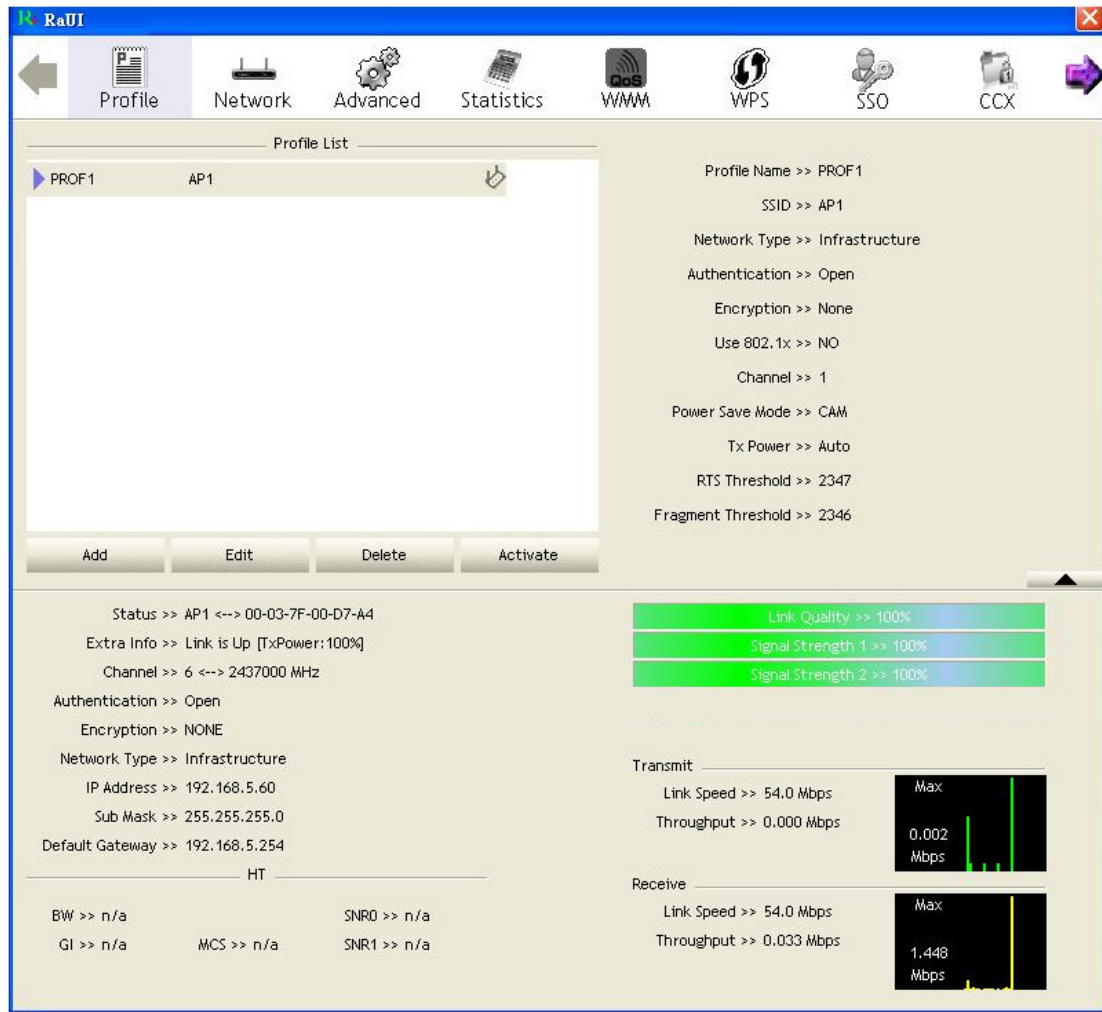 RaUI
Profile
Network
Advanced
Statistics
QoS
WMM
WPS
SSO
CCX
Profile List
PROF1 AP1
Add
Edit
Delete
Activate
Profile Name >> PROF1
SSID >> AP1
Network Type >> Infrastructure
Authentication >> Open
Encryption >> None
Use 802.1x >> NO
Channel >> 1
Power Save Mode >> CAM
Tx Power >> Auto
RTS Threshold >> 2347
Fragment Threshold >> 2346
Status >> AP1 <--> 00-03-7F-00-D7-A4
Extra Info >> Link is Up [TxPower:100%]
Channel >> 6 <--> 2437000 MHz
Authentication >> Open
Encryption >> NONE
Network Type >> Infrastructure
IP Address >> 192.168.5.60
Sub Mask >> 255.255.255.0
Default Gateway >> 192.168.5.254
HT
BW >> n/a SNR0 >> n/a
GI >> n/a MCS >> n/a SNR1 >> n/a
Link Quality >> 100%
Signal Strength 1 >> 100%
Signal Strength 2 >> 100%
Transmit
Link Speed >> 54.0 Mbps
Throughput >> 0.000 Mbps
Max
0.002
Mbps
Receive
Link Speed >> 54.0 Mbps
Throughput >> 0.033 Mbps
Max
1.448
Mbps